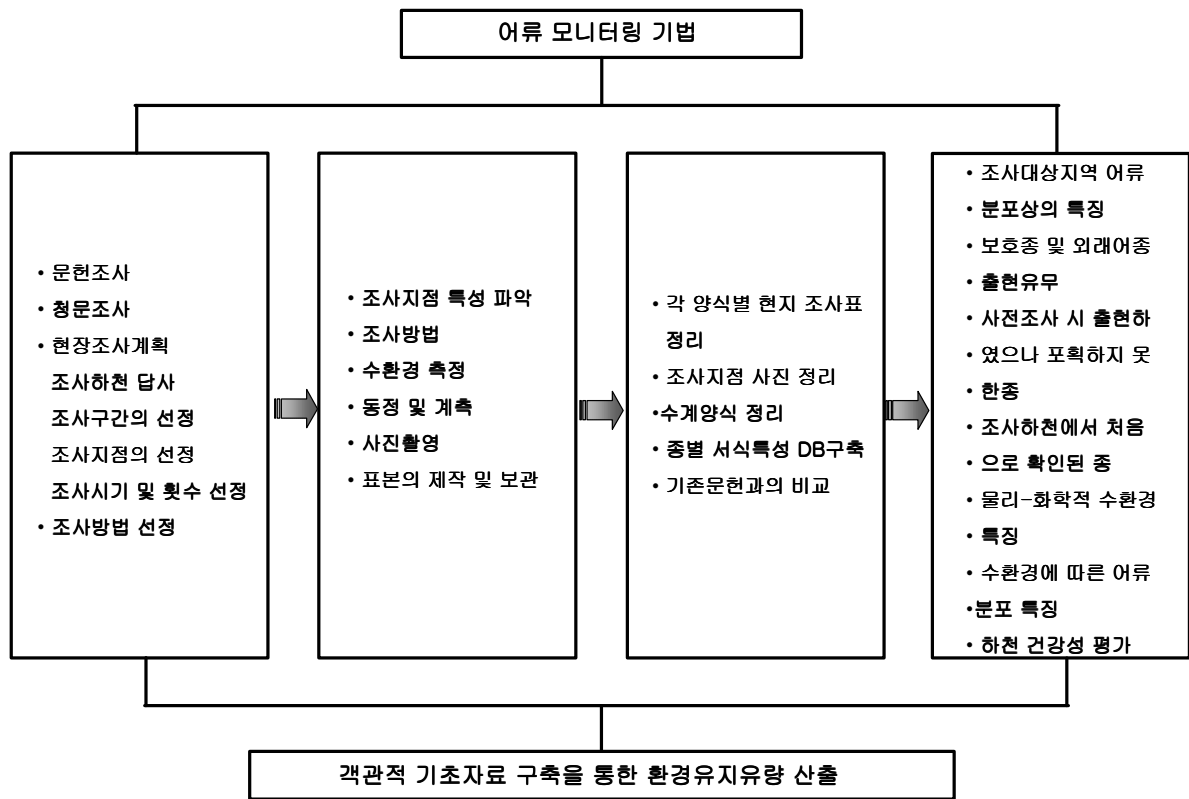 어류 모니터링 기법
• 문헌조사
• 청문조사
• 현장조사계획
조사하천 답사
조사구간의 선정
조사지점의 선정
조사시기 및 횟수 선정
• 조사방법 선정
• 조사지점 특성 파악
• 조사방법
• 수환경 측정
• 동정 및 계측
• 사진촬영
• 표본의 제작 및 보관
• 각 양식별 현지 조사표
정리
• 조사지점 사진 정리
•수계양식 정리
• 종별 서식특성 DB구축
• 기존문헌과의 비교
• 조사대상지역 어류
• 분포상의 특징
• 보호종 및 외래어종
• 출현유무
• 사전조사 시 출현하
• 였으나 포획하지 못
• 한종
• 조사하천에서 처음
• 으로 확인된 종
• 물리-화학적 수환경
• 특징
• 수환경에 따른 어류
•분포 특징
• 하천 건강성 평가
객관적 기초자료 구축을 통한 환경유지유량 산출